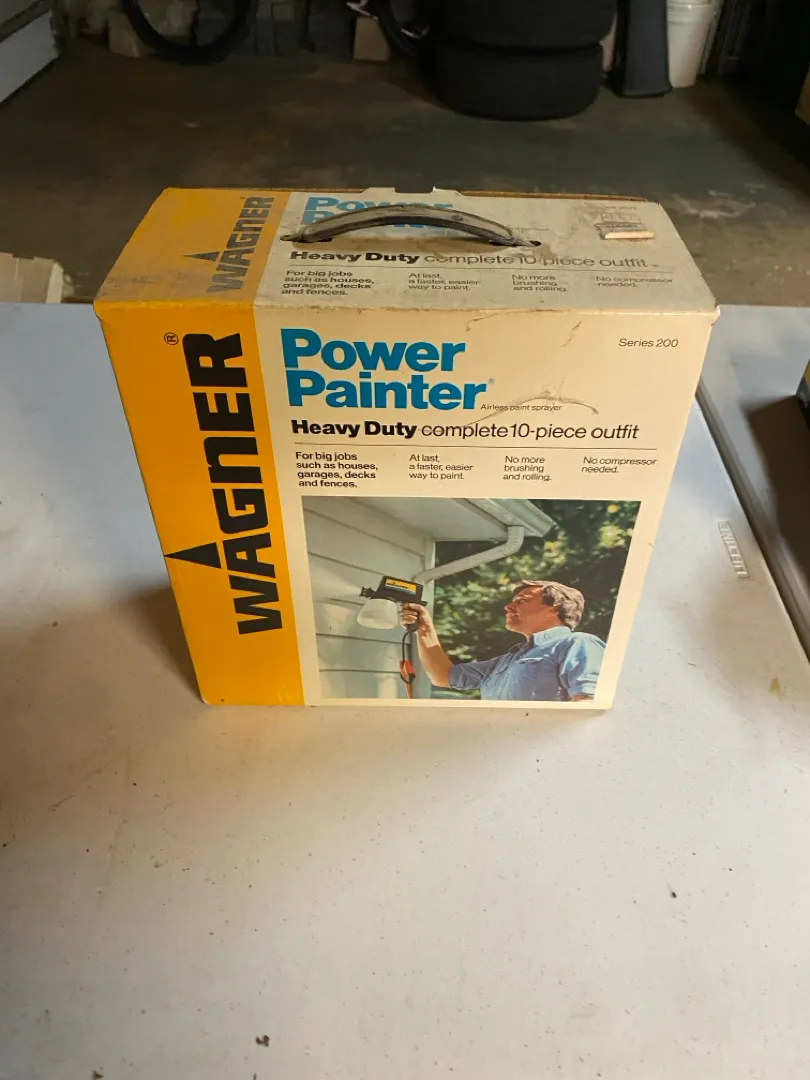 WAGNER
Power
Heavy Duty complete 10-piece outfit
For big jobs
such as houses,
garages, decks
and fences.
At last,
a faster, easier
way to paint.
No more
brushing
and rolling.
No compressor
needed.
WAGNER®
Power
Painter®
Airless paint sprayer
Series 200
Heavy Duty complete 10-piece outfit
For big jobs
such as houses,
garages, decks
and fences.
At last,
a faster, easier
way to paint.
No more
brushing
and rolling.
No compressor
needed.
LIFETIME